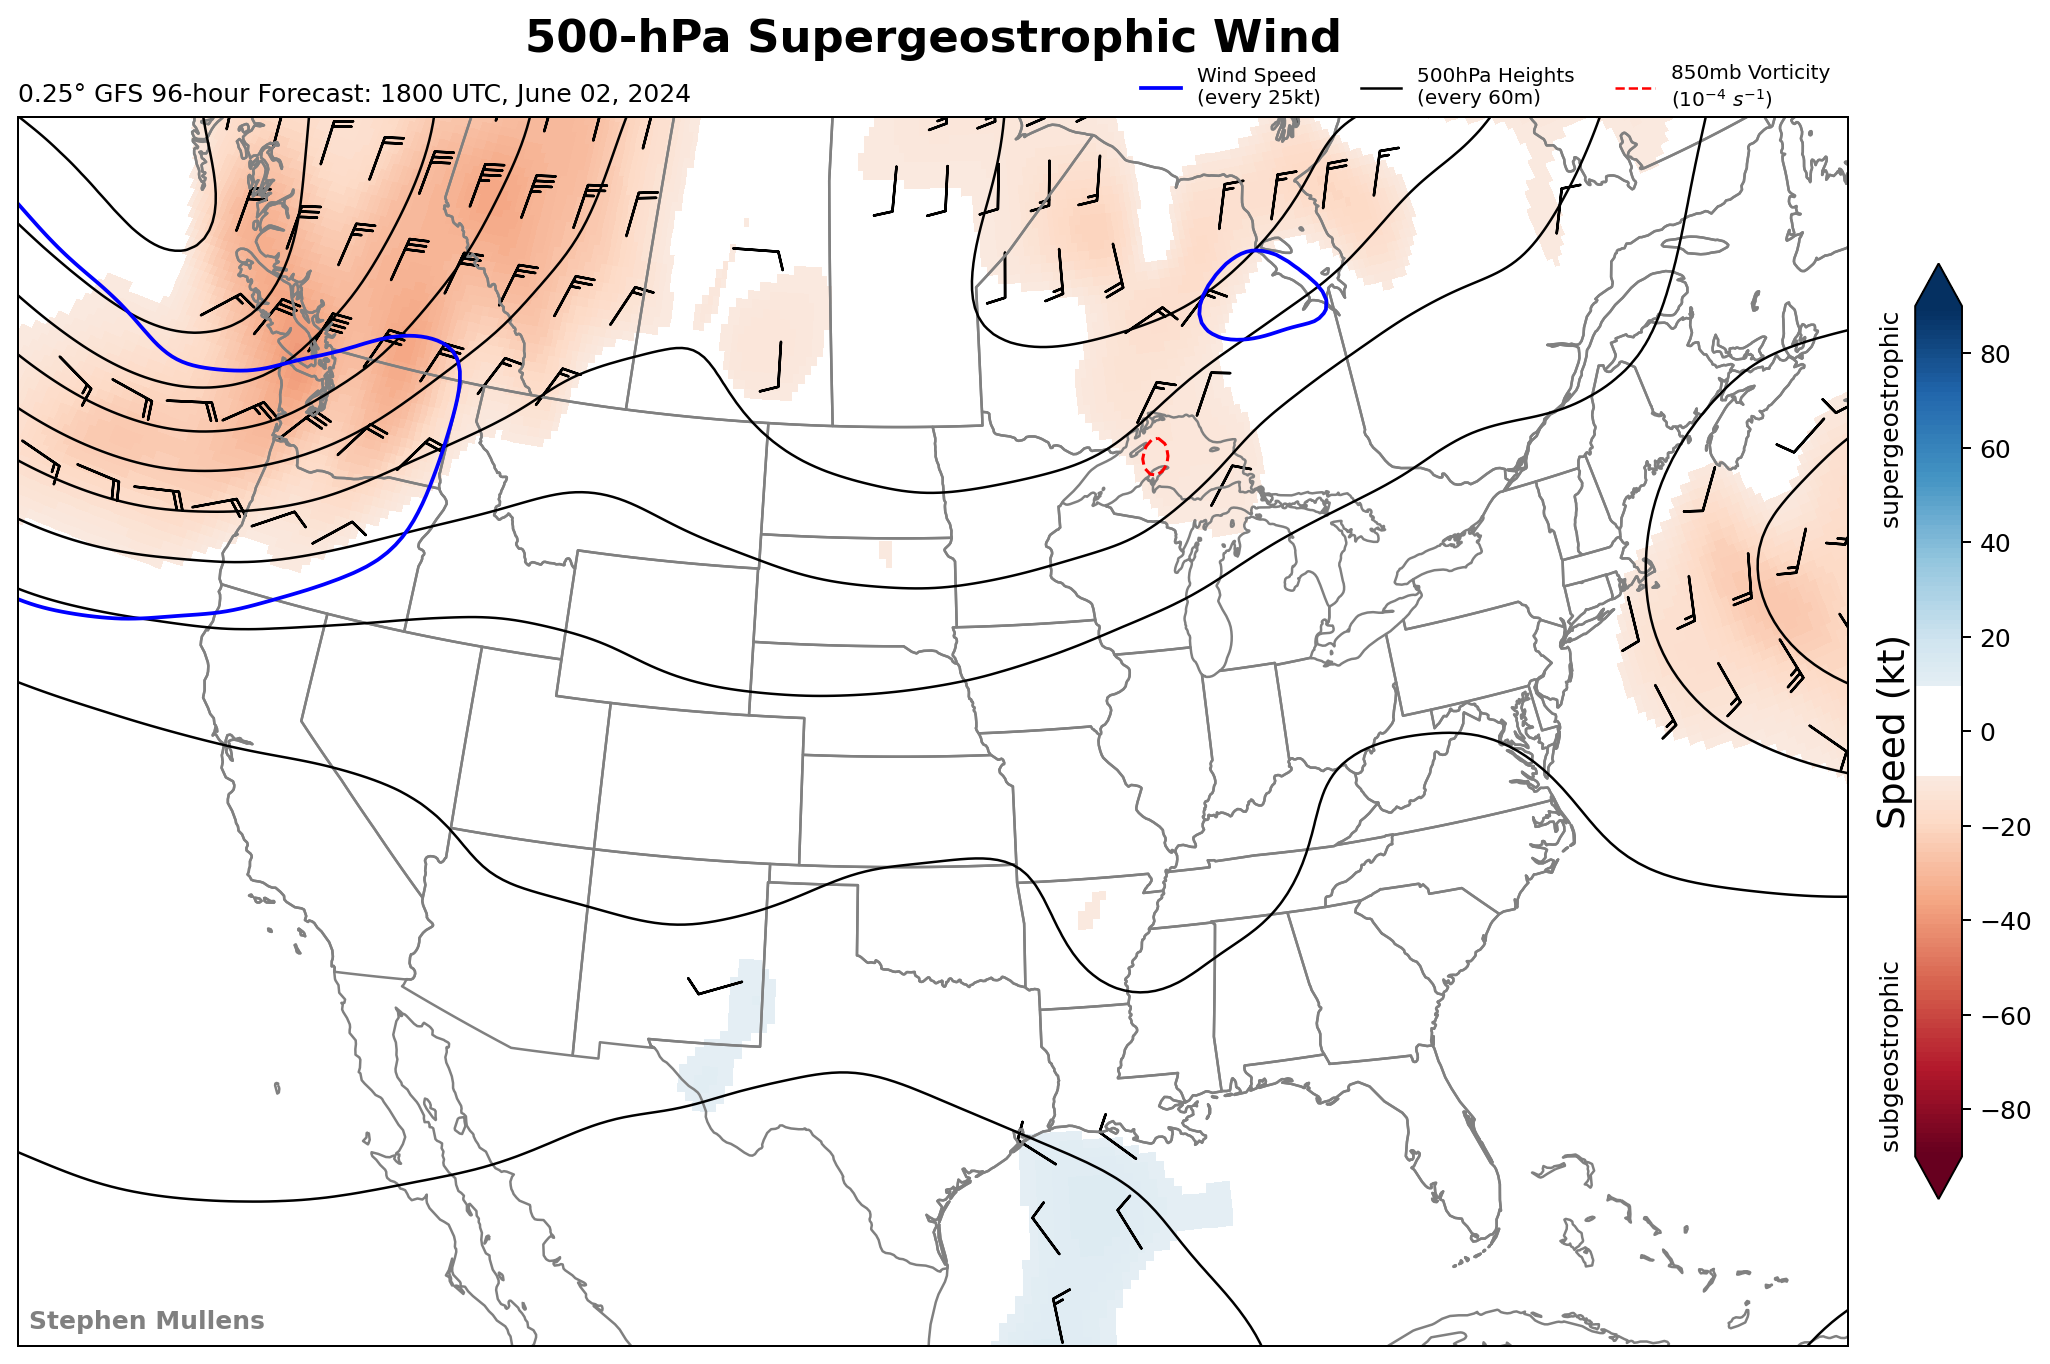 500-hPa Supergeostrophic Wind
0.25° GFS 96-hour Forecast: 1800 UTC, June 02, 2024
Wind Speed
(every 25kt)
500hPa Heights
(every 60m)
850mb Vorticity
(10⁻⁴ s⁻¹)
supergeostrophic
Speed (kt)
subgeostrophic
80
60
40
20
0
−20
−40
−60
−80
Stephen Mullens